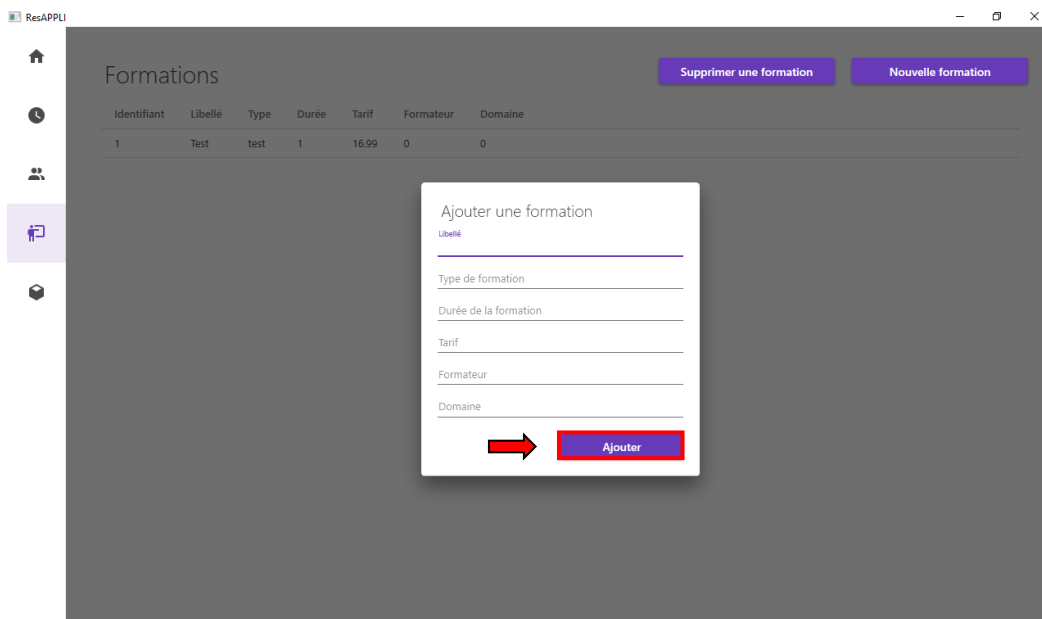 ResAPPLI
Formations
Supprimer une formation
Nouvelle formation
Identifiant Libellé Type Durée Tarif Formateur Domaine
1 Test test 1 16.99 0 0
Ajouter une formation
Libellé
Type de formation
Durée de la formation
Tarif
Formateur
Domaine
Ajouter